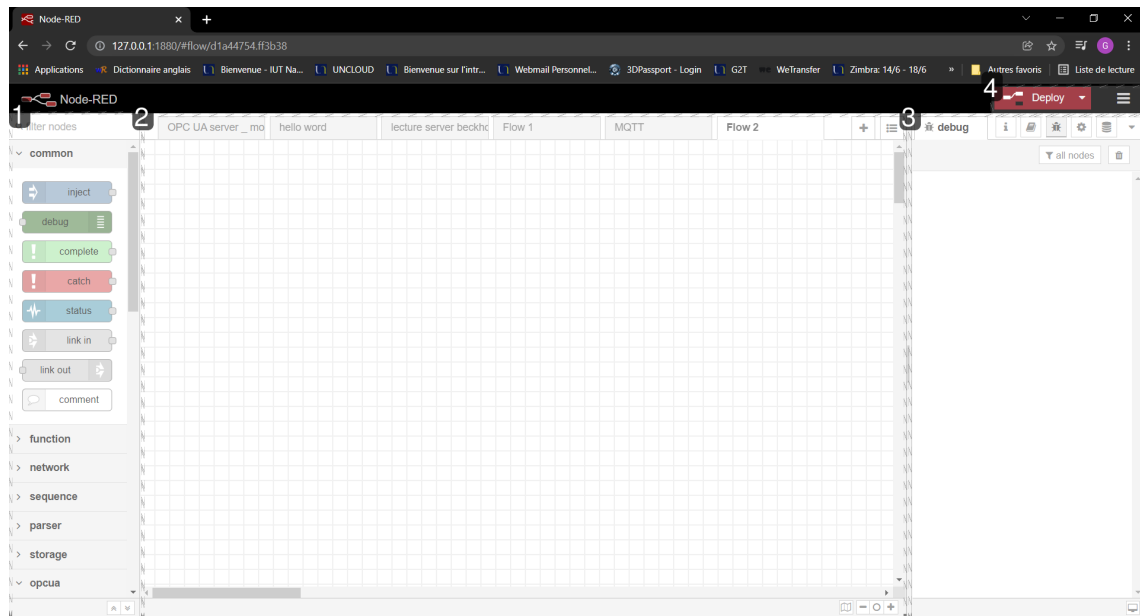 Node-RED
127.0.0.1:1880/#flow/d1a44754.ff3b38
G
Applications R Dictionnaire anglais Bienvenue - IUT Na... UNCLOUD Bienvenue sur l'intr... Webmail Personnel... 3DPassport - Login G2T we WeTransfer Zimbra: 14/6 - 18/6 » Autres favoris Liste de lecture
Node-RED 4 Deploy
1 filter nodes 2 OPC UA server _ mo hello word lecture server beckho Flow 1 MQTT Flow 2 3 debug
common
all nodes
inject
debug
complete
catch
status
link in
link out
comment
function
network
sequence
parser
storage
opcua